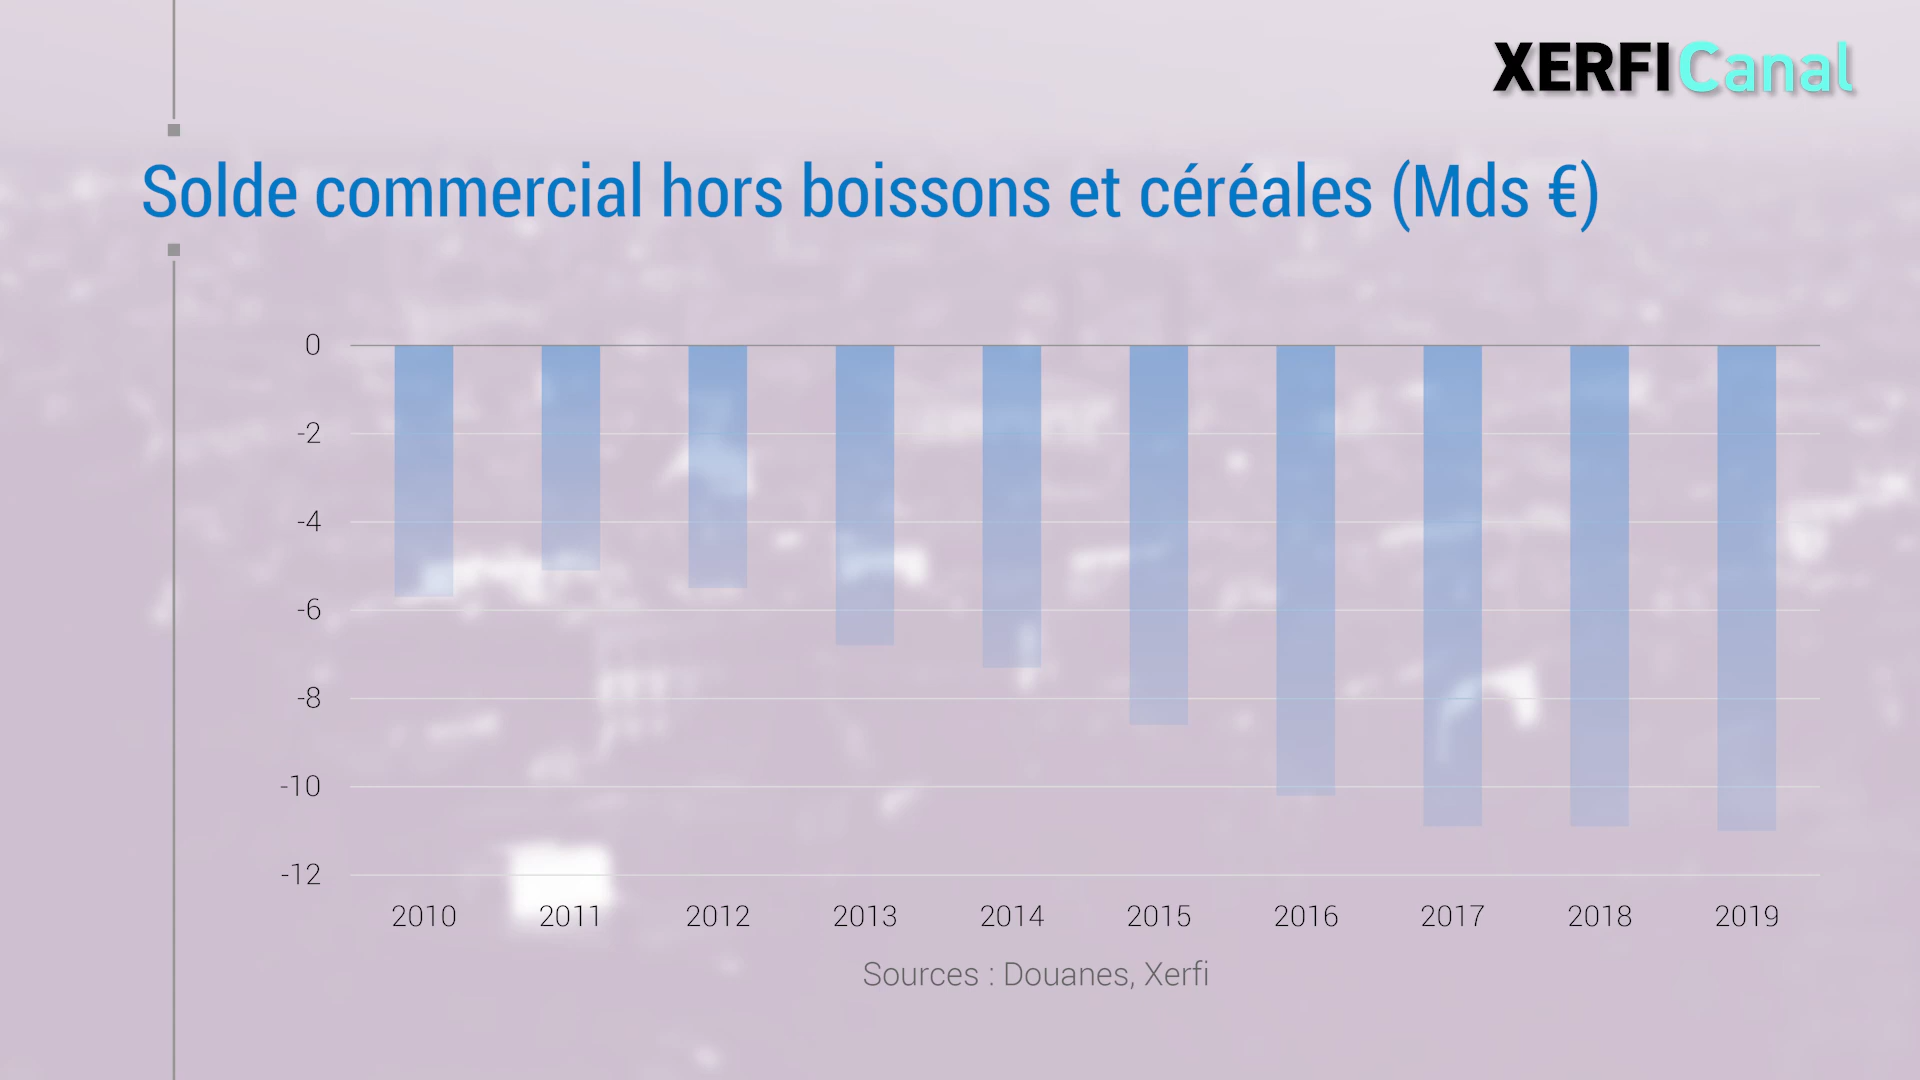 XERFI Canal
Solde commercial hors boissons et céréales (Mds €)
0
-2
-4
-6
-8
-10
-12
2010 2011 2012 2013 2014 2015 2016 2017 2018 2019
Sources : Douanes, Xerfi